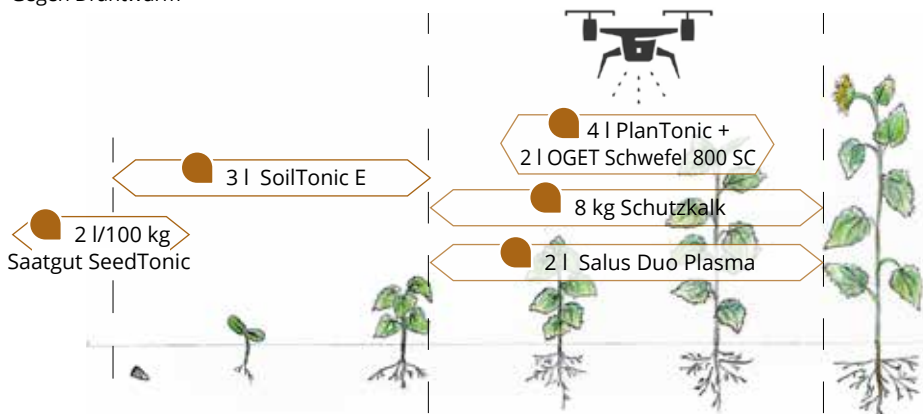 Gegen Drahtwurm
4 l PlanTonic +
2 l OGET Schwefel 800 SC
3 l SoilTonic E
8 kg Schutzkalk
2 l/100 kg
Saatgut SeedTonic
2 l Salus Duo Plasma